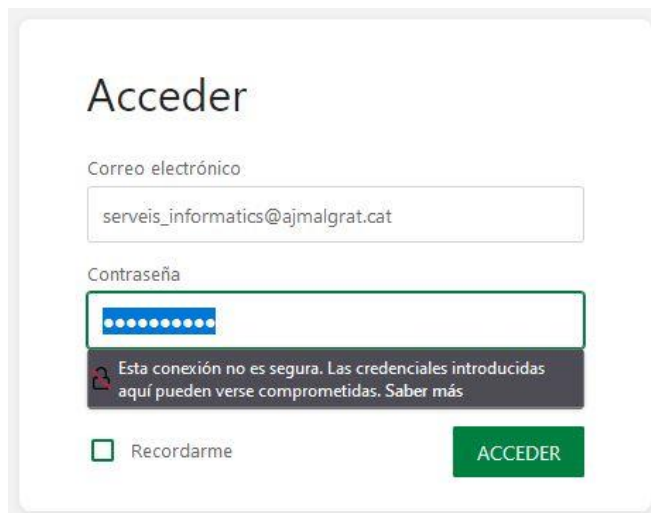 Acceder
Correo electrónico
serveis_informatics@ajmalgrat.cat
Contraseña
••••••••••
Esta conexión no es segura. Las credenciales introducidas
aquí pueden verse comprometidas. Saber más
Recordarme
ACCEDER